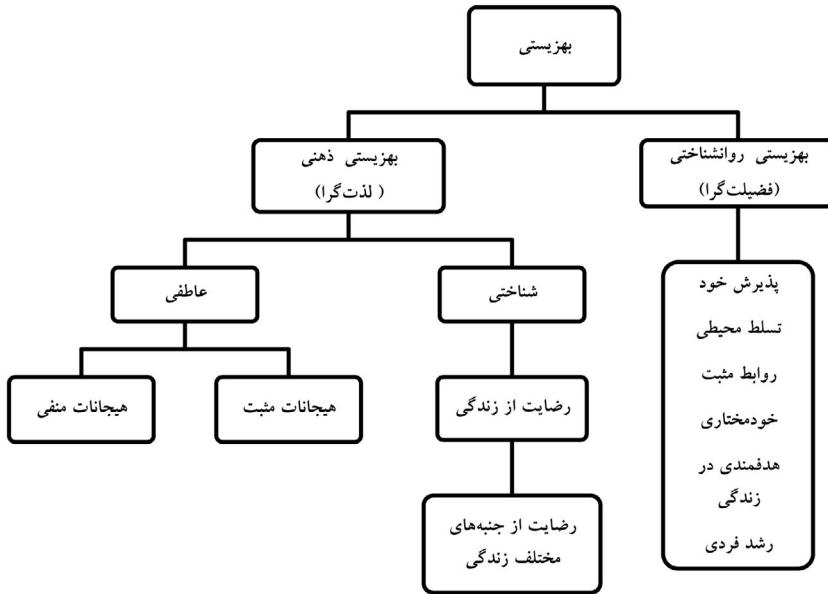 بهزیستی
بهزیستی روانشناختی
(فضیلت‌گرا)
بهزیستی ذهنی
( لذت‌گرا)
پذیرش خود
تسلط محیطی
روابط مثبت
خودمختاری
هدفمندی در
زندگی
رشد فردی
شناختی
عاطفی
رضایت از زندگی
هیجانات مثبت
هیجانات منفی
رضایت از جنبه‌های
مختلف زندگی